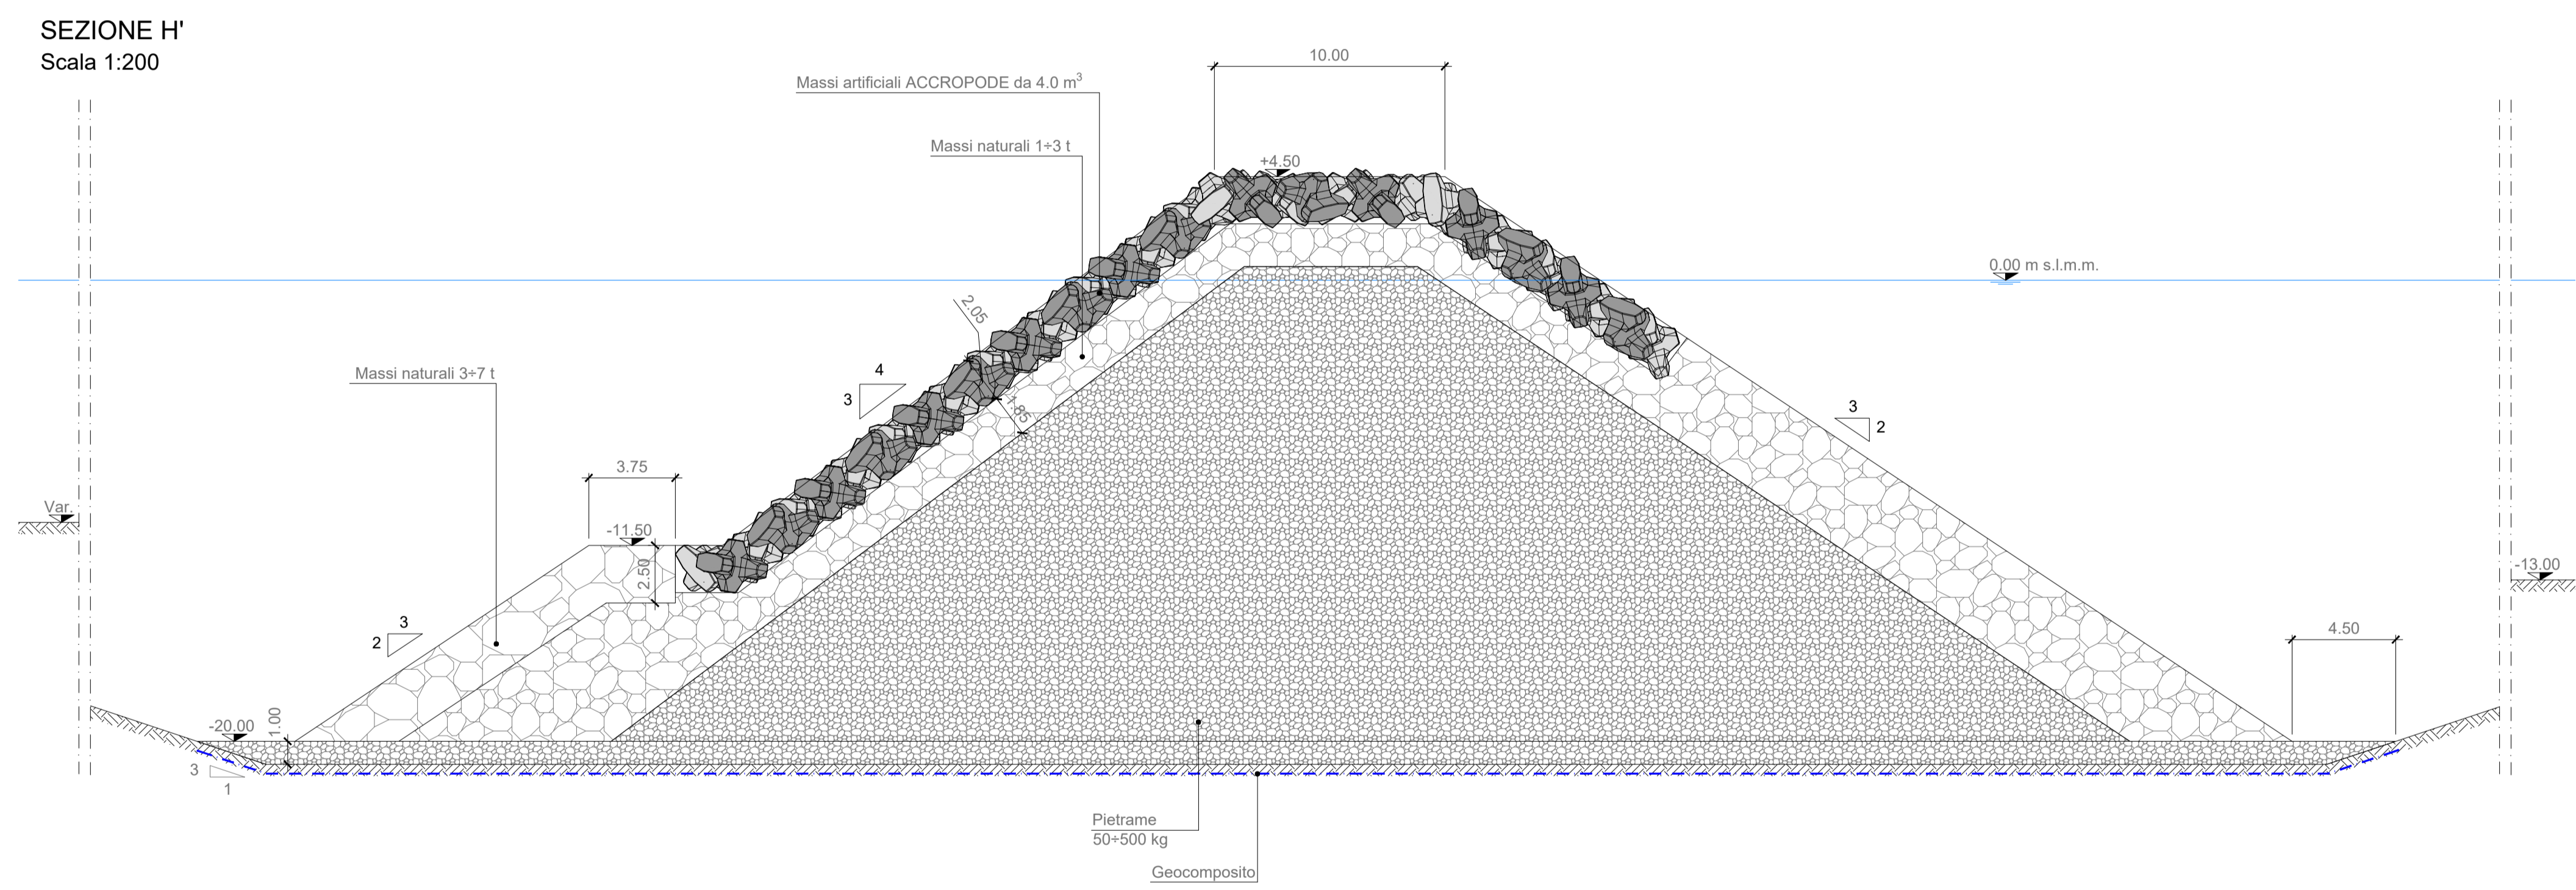 SEZIONE H'
Scala 1:200
10.00
Massi artificiali ACCROPODE da 4.0 m³
Massi naturali 1÷3 t
+4.50
0.00 m s.l.m.m.
2.05
Massi naturali 3÷7 t
4
3
1.85
3
2
3.75
Var.
-11.50
2.50
-13.00
3
2
4.50
-20.00
1.00
3
1
Pietrame
50÷500 kg
Geocomposito